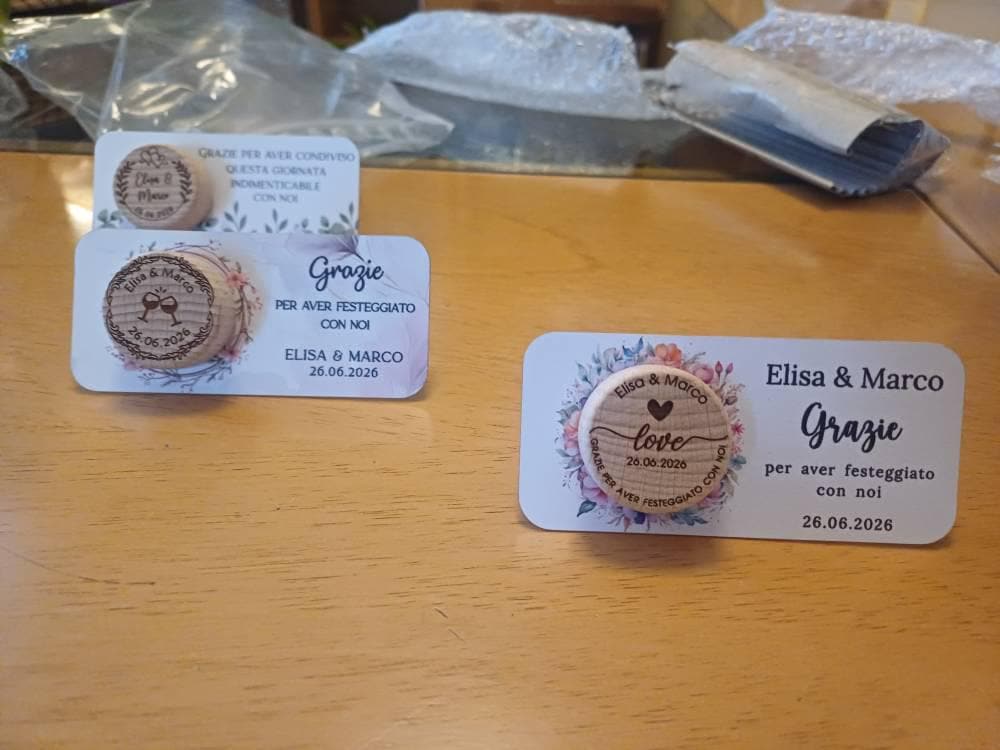 Elisa &
Marco
26.06.2026
GRAZIE PER AVER CONDIVISO
QUESTA GIORNATA
INDIMENTICABILE
CON NOI
Elisa & Marco
26.06.2026
Grazie
PER AVER FESTEGGIATO
CON NOI
ELISA & MARCO
26.06.2026
Elisa & Marco
love
26.06.2026
GRAZIE PER AVER FESTEGGIATO CON NOI
Elisa & Marco
Grazie
per aver festeggiato
con noi
26.06.2026